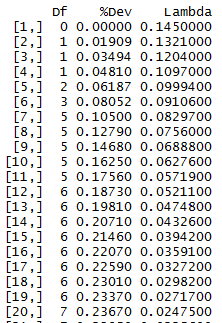 Df %Dev Lambda
[1,] 0 0.00000 0.1450000
[2,] 1 0.01909 0.1321000
[3,] 1 0.03494 0.1204000
[4,] 1 0.04810 0.1097000
[5,] 2 0.06187 0.0999400
[6,] 3 0.08052 0.0910600
[7,] 5 0.10500 0.0829700
[8,] 5 0.12790 0.0756000
[9,] 5 0.14680 0.0688800
[10,] 5 0.16250 0.0627600
[11,] 5 0.17560 0.0571900
[12,] 6 0.18730 0.0521100
[13,] 6 0.19810 0.0474800
[14,] 6 0.20710 0.0432600
[15,] 6 0.21460 0.0394200
[16,] 6 0.22070 0.0359100
[17,] 6 0.22590 0.0327200
[18,] 6 0.23010 0.0298200
[19,] 6 0.23370 0.0271700
[20,] 7 0.23670 0.0247500